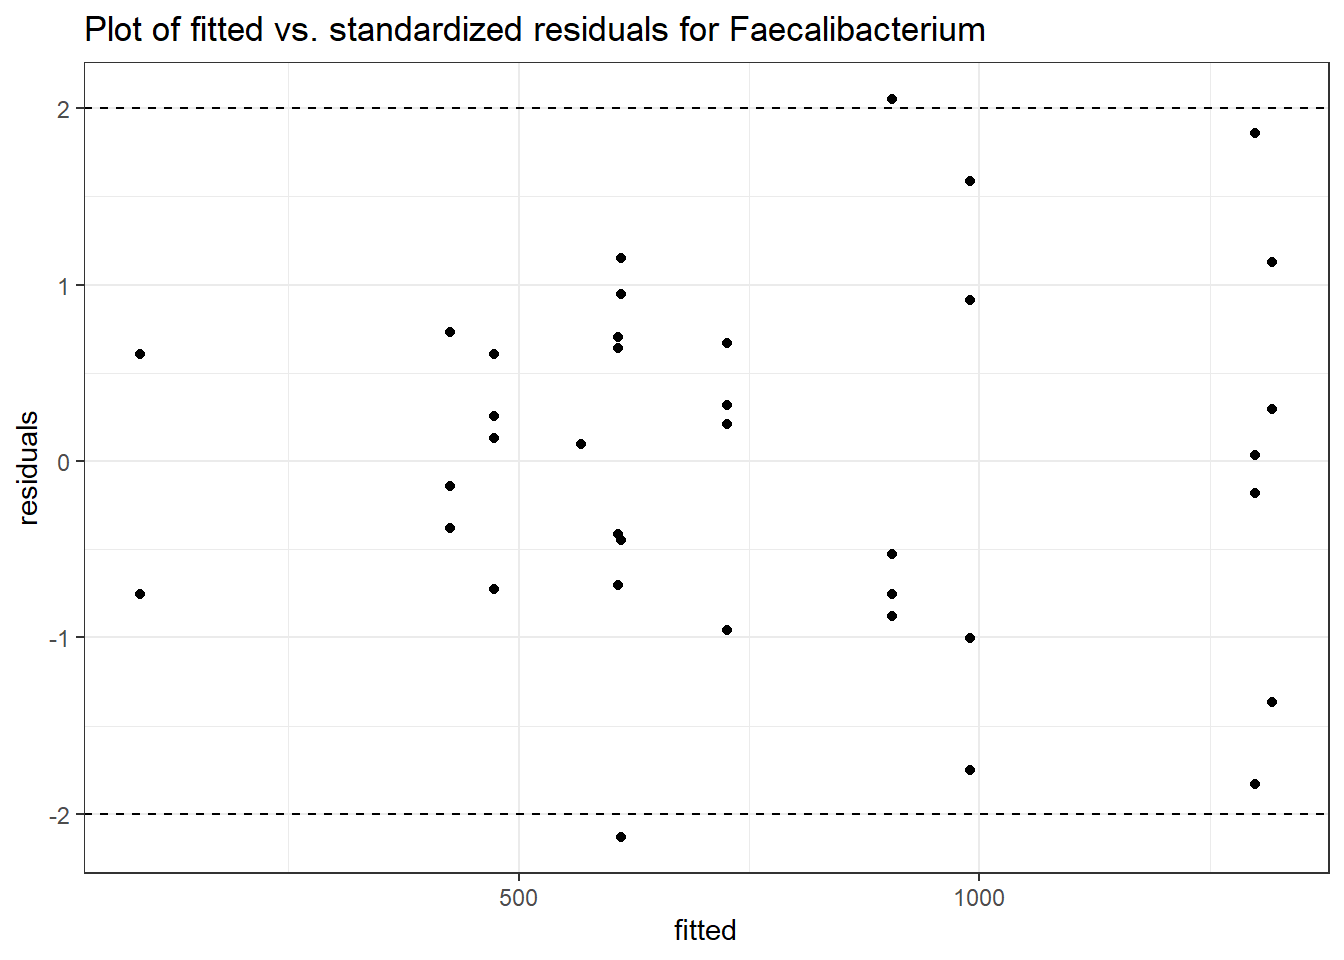 Plot of fitted vs. standardized residuals for Faecalibacterium
2
1
0
-1
-2
residuals
500
1000
fitted